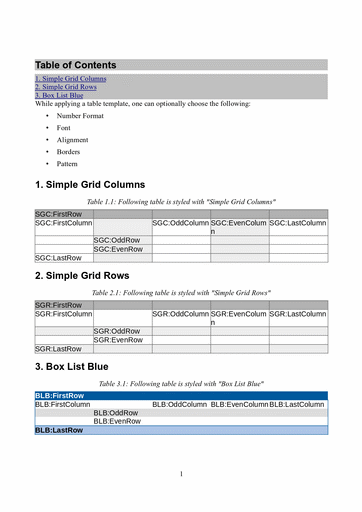 Table of Contents
1. Simple Grid Columns
2. Simple Grid Rows
3. Box List Blue
While applying a table template, one can optionally choose the following:
• Number Format
• Font
• Alignment
• Borders
• Pattern
1. Simple Grid Columns
Table 1.1: Following table is styled with "Simple Grid Columns"
SGC:FirstRow
SGC:FirstColumn SGC:OddColumn SGC:EvenColum SGC:LastColumn
n
SGC:OddRow
SGC:EvenRow
SGC:LastRow
2. Simple Grid Rows
Table 2.1: Following table is styled with "Simple Grid Rows"
SGR:FirstRow
SGR:FirstColumn SGR:OddColumn SGR:EvenColum SGR:LastColumn
n
SGR:OddRow
SGR:EvenRow
SGR:LastRow
3. Box List Blue
Table 3.1: Following table is styled with "Box List Blue"
BLB:FirstRow
BLB:FirstColumn BLB:OddColumn BLB:EvenColumn BLB:LastColumn
BLB:OddRow
BLB:EvenRow
BLB:LastRow
1